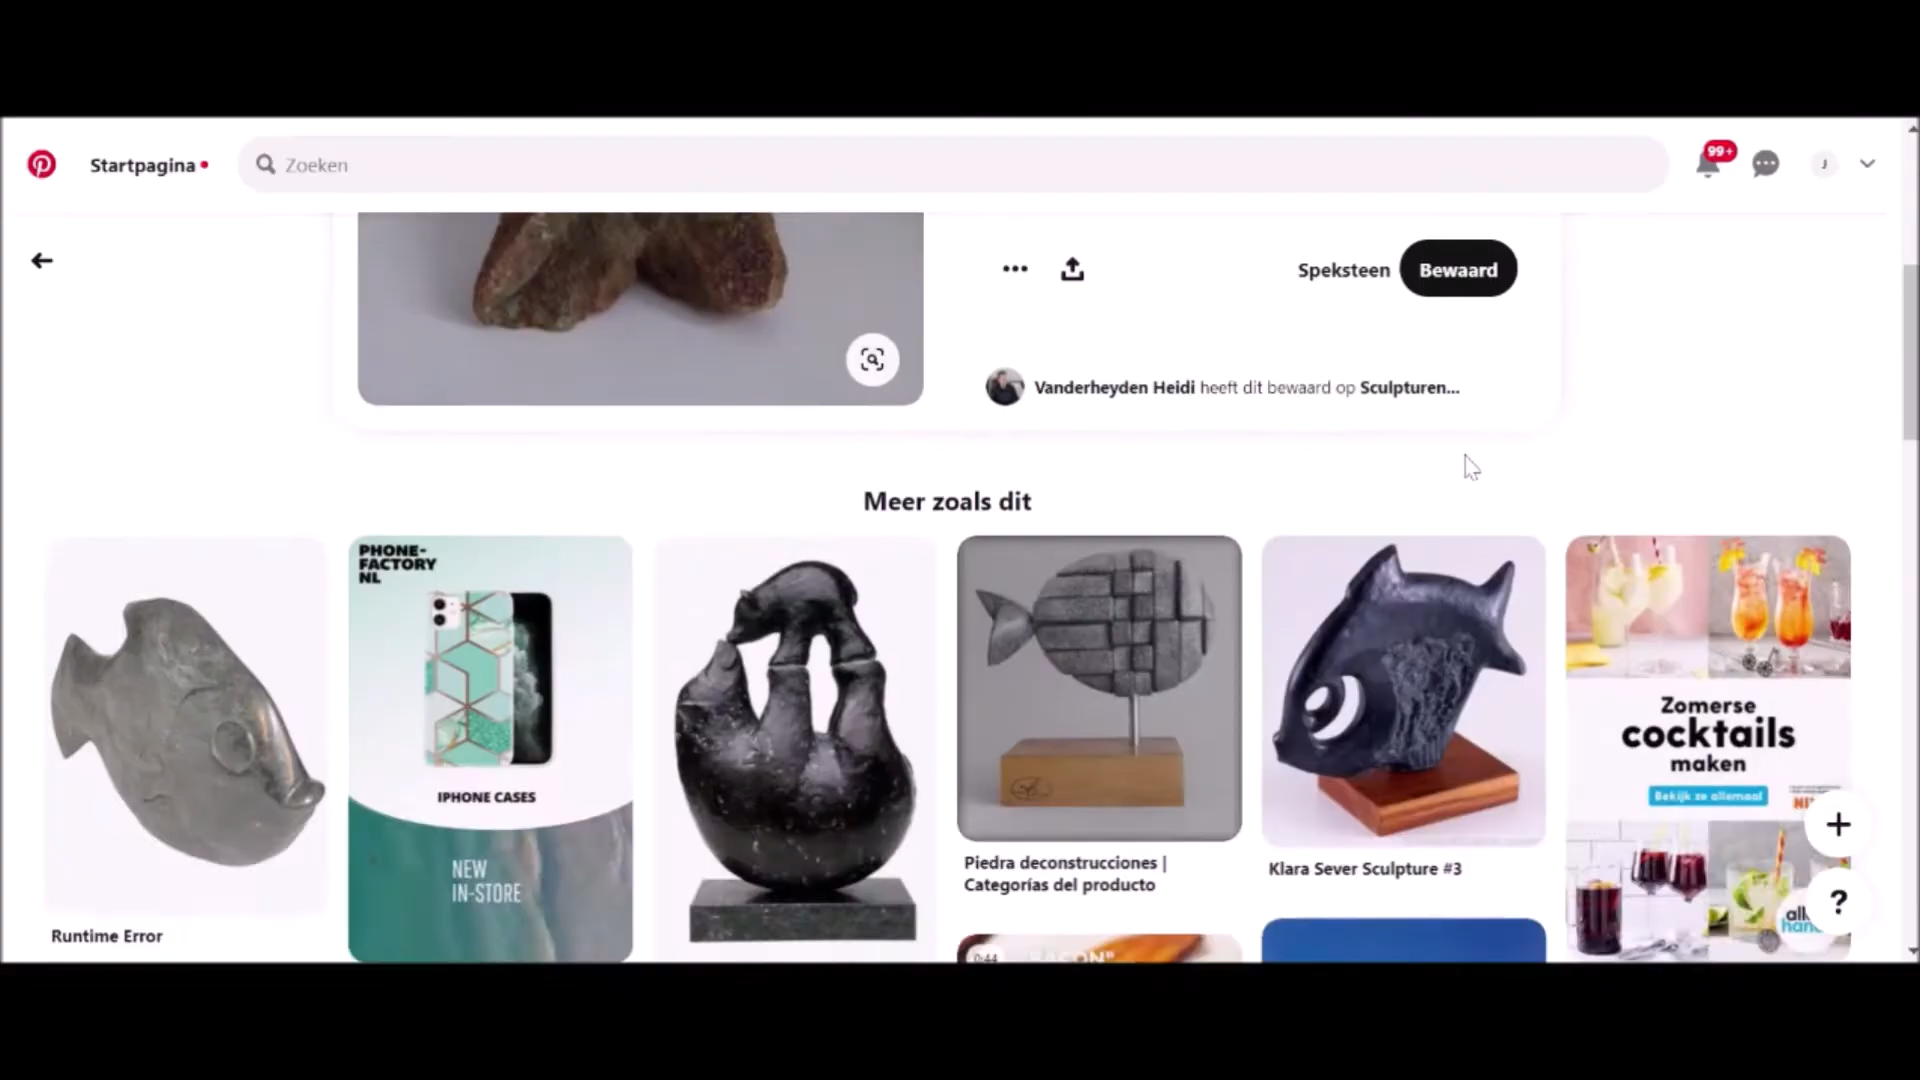 Startpagina
Zoeken
99+
J
Speksteen
Bewaard
Vanderheyden Heidi heeft dit bewaard op Sculpturen...
Meer zoals dit
PHONE-
FACTORY
NL
IPHONE CASES
NEW
IN-STORE
Zomerse
cocktails
maken
Bekijk ze allemaal
Piedra deconstrucciones |
Categorías del producto
Klara Sever Sculpture #3
Runtime Error
0:44
+
?